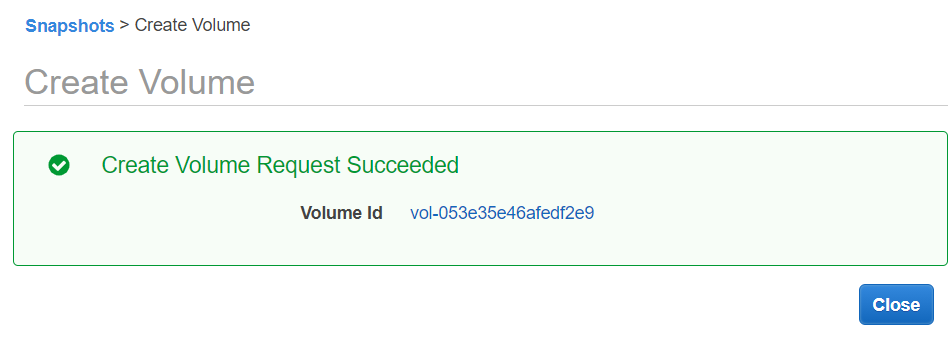 Snapshots > Create Volume
Create Volume
Create Volume Request Succeeded
Volume Id vol-053e35e46afedf2e9
Close